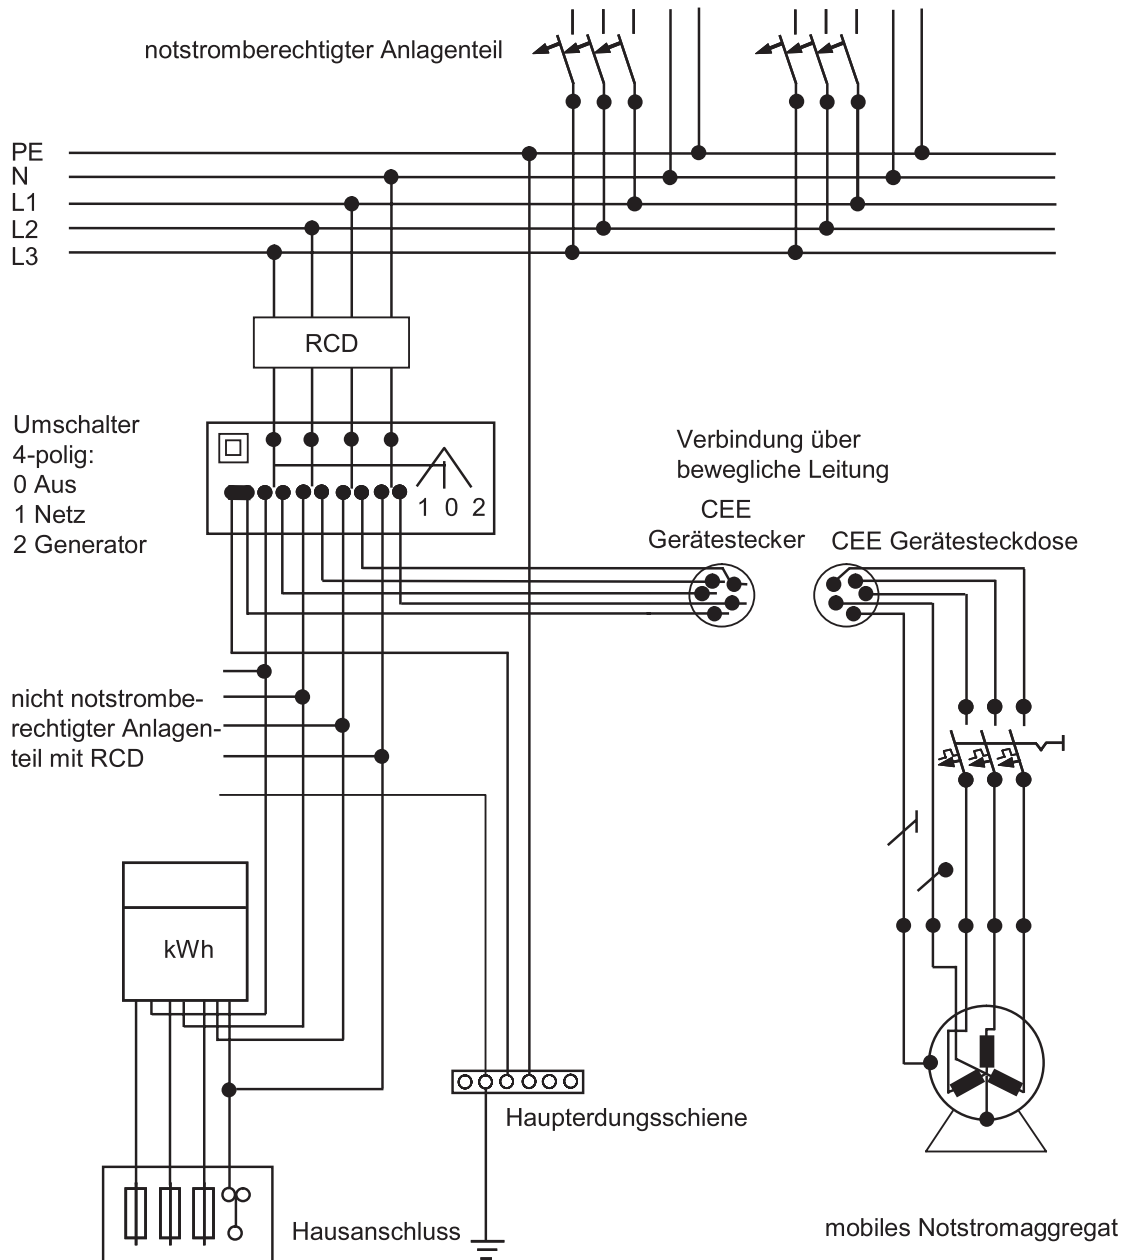 notstromberechtigter Anlagenteil
PE
N
L1
L2
L3
RCD
Umschalter
4-polig:
0 Aus
1 Netz
2 Generator
1 0 2
Verbindung über
bewegliche Leitung
CEE
Gerätestecker
CEE Gerätesteckdose
nicht notstrombe-
rechtigter Anlagen-
teil mit RCD
kWh
Haupterdungsschiene
Hausanschluss
mobiles Notstromaggregat